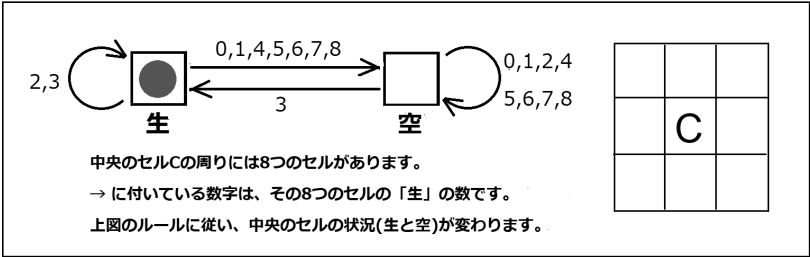 0,1,4,5,6,7,8
2,3
3
0,1,2,4
5,6,7,8
生
空
C
中央のセルCの周りには8つのセルがあります。
→ に付いている数字は、その8つのセルの「生」の数です。
上図のルールに従い、中央のセルの状況(生と空)が変わります。